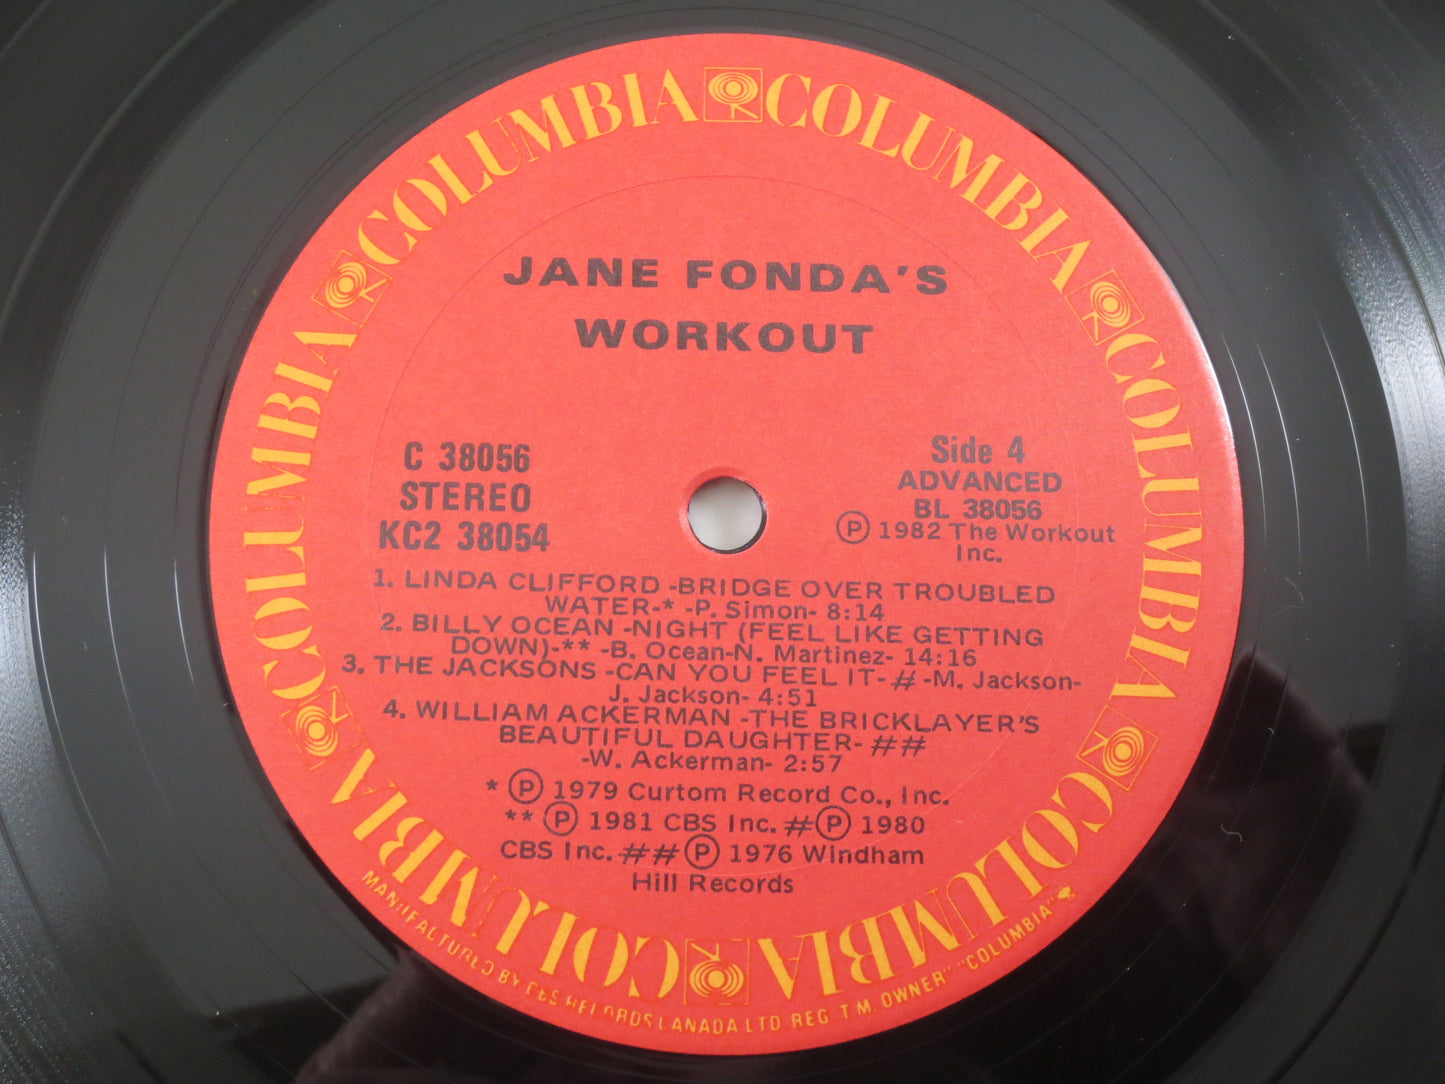 COLUMBIA COLUMBIA COLUMBIA COLUMBIA COLUMBIA COLUMBIA
JANE FONDA'S
WORKOUT
C 38056
STEREO
KC2 38054
Side 4
ADVANCED
BL 38056
Ⓟ 1982 The Workout
Inc.
1. LINDA CLIFFORD -BRIDGE OVER TROUBLED
WATER-* -P. Simon- 8:14
2. BILLY OCEAN -NIGHT (FEEL LIKE GETTING
DOWN)-** -B. Ocean-N. Martinez- 14:16
3. THE JACKSONS -CAN YOU FEEL IT- # -M. Jackson-
J. Jackson- 4:51
4. WILLIAM ACKERMAN -THE BRICKLAYER'S
BEAUTIFUL DAUGHTER- ##
-W. Ackerman- 2:57
* Ⓟ 1979 Curtom Record Co., Inc.
** Ⓟ 1981 CBS Inc. # Ⓟ 1980
CBS Inc. ## Ⓟ 1976 Windham
Hill Records
MANUFACTURED BY CBS RECORDS CANADA LTD. REG. T.M. OWNER" "COLUMBIA"